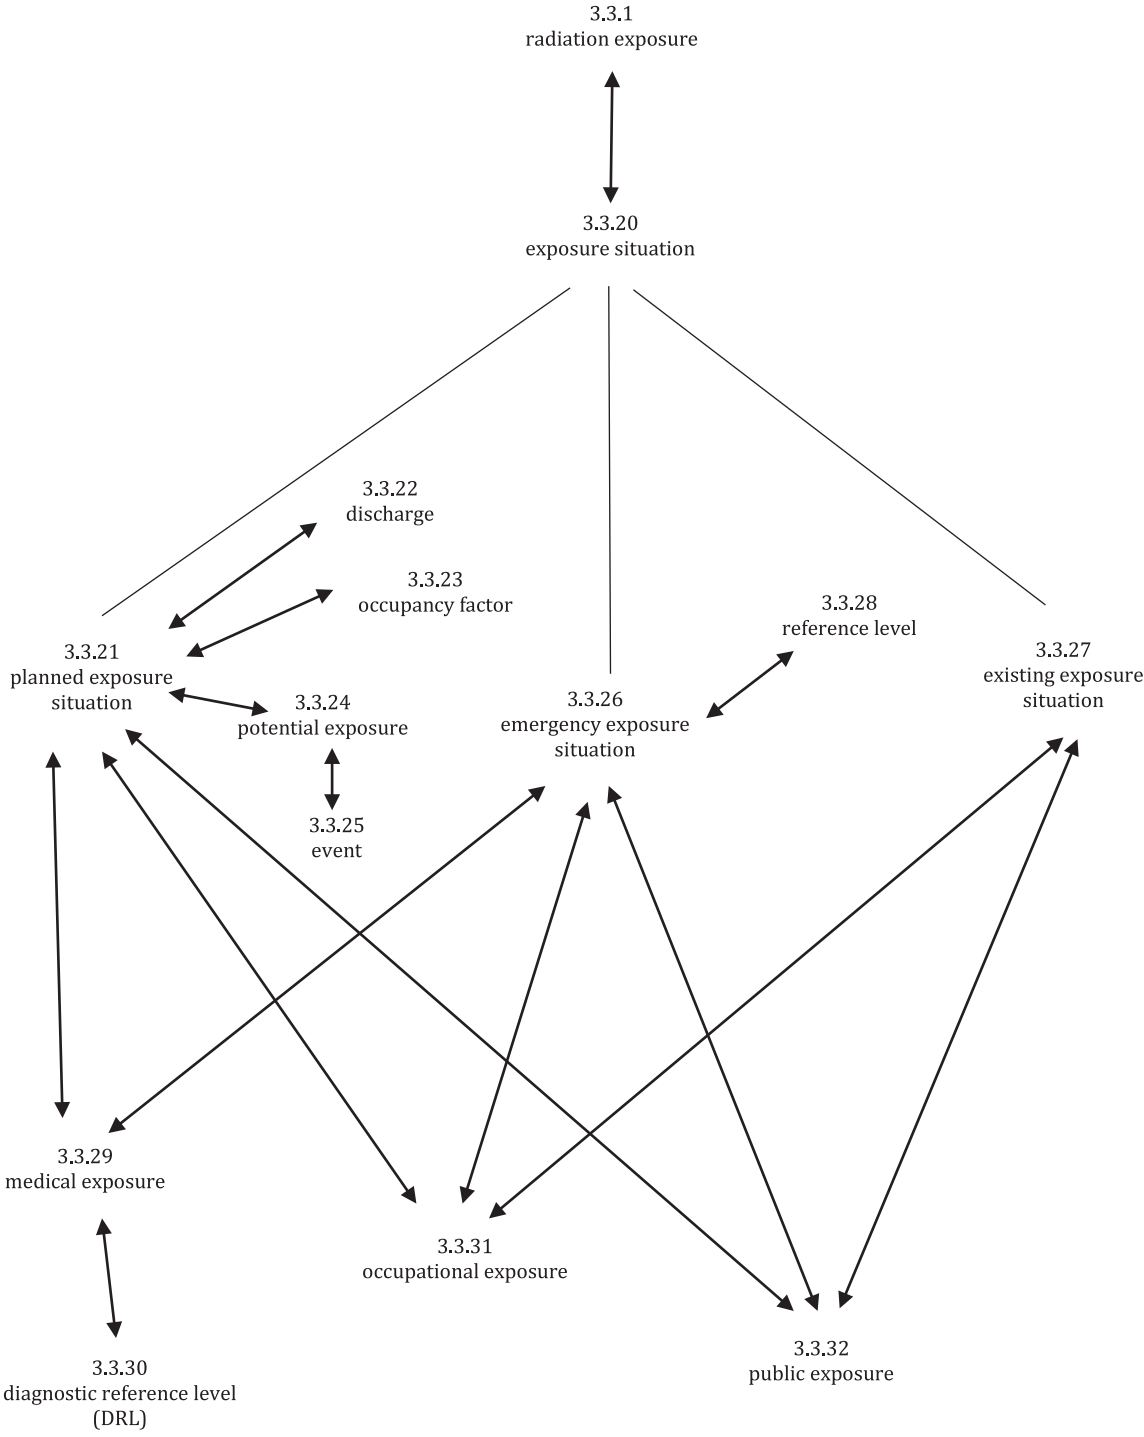 3.3.1
radiation exposure
3.3.20
exposure situation
3.3.22
discharge
3.3.23
occupancy factor
3.3.28
reference level
3.3.21
planned exposure
situation
3.3.24
potential exposure
3.3.25
event
3.3.26
emergency exposure
situation
3.3.27
existing exposure
situation
3.3.29
medical exposure
3.3.31
occupational exposure
3.3.30
diagnostic reference level
(DRL)
3.3.32
public exposure